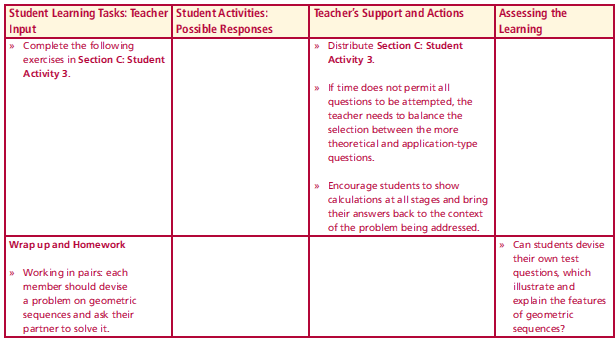 Student Learning Tasks: Teacher
Input
Student Activities:
Possible Responses
Teacher's Support and Actions
Assessing the
Learning
» Complete the following
exercises in Section C: Student
Activity 3.
» Distribute Section C: Student
Activity 3.
» If time does not permit all
questions to be attempted, the
teacher needs to balance the
selection between the more
theoretical and application-type
questions.
» Encourage students to show
calculations at all stages and bring
their answers back to the context
of the problem being addressed.
Wrap up and Homework
» Working in pairs: each
member should devise
a problem on geometric
sequences and ask their
partner to solve it.
» Can students devise
their own test
questions, which
illustrate and
explain the features
of geometric
sequences?